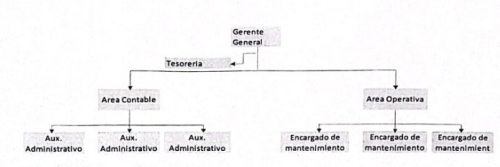 Gerente
General
Tesoreria
Area Contable
Area Operativa
Aux.
Administrativo
Aux.
Administrativo
Aux.
Administrativo
Encargado de
mantenimiento
Encargado de
mantenimiento
Encargado de
mantenimient